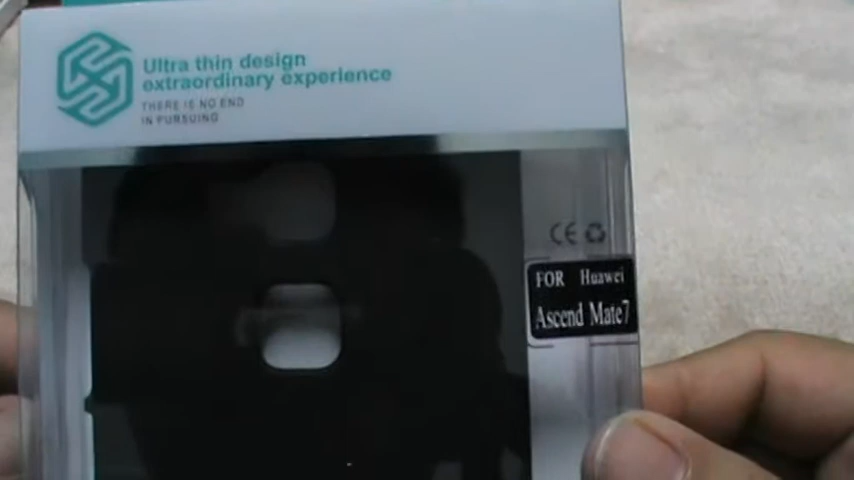 Ultra thin design
extraordinary experience
THERE IS NO END
IN PURSUING
CE
FOR Huawei
Ascend Mate7